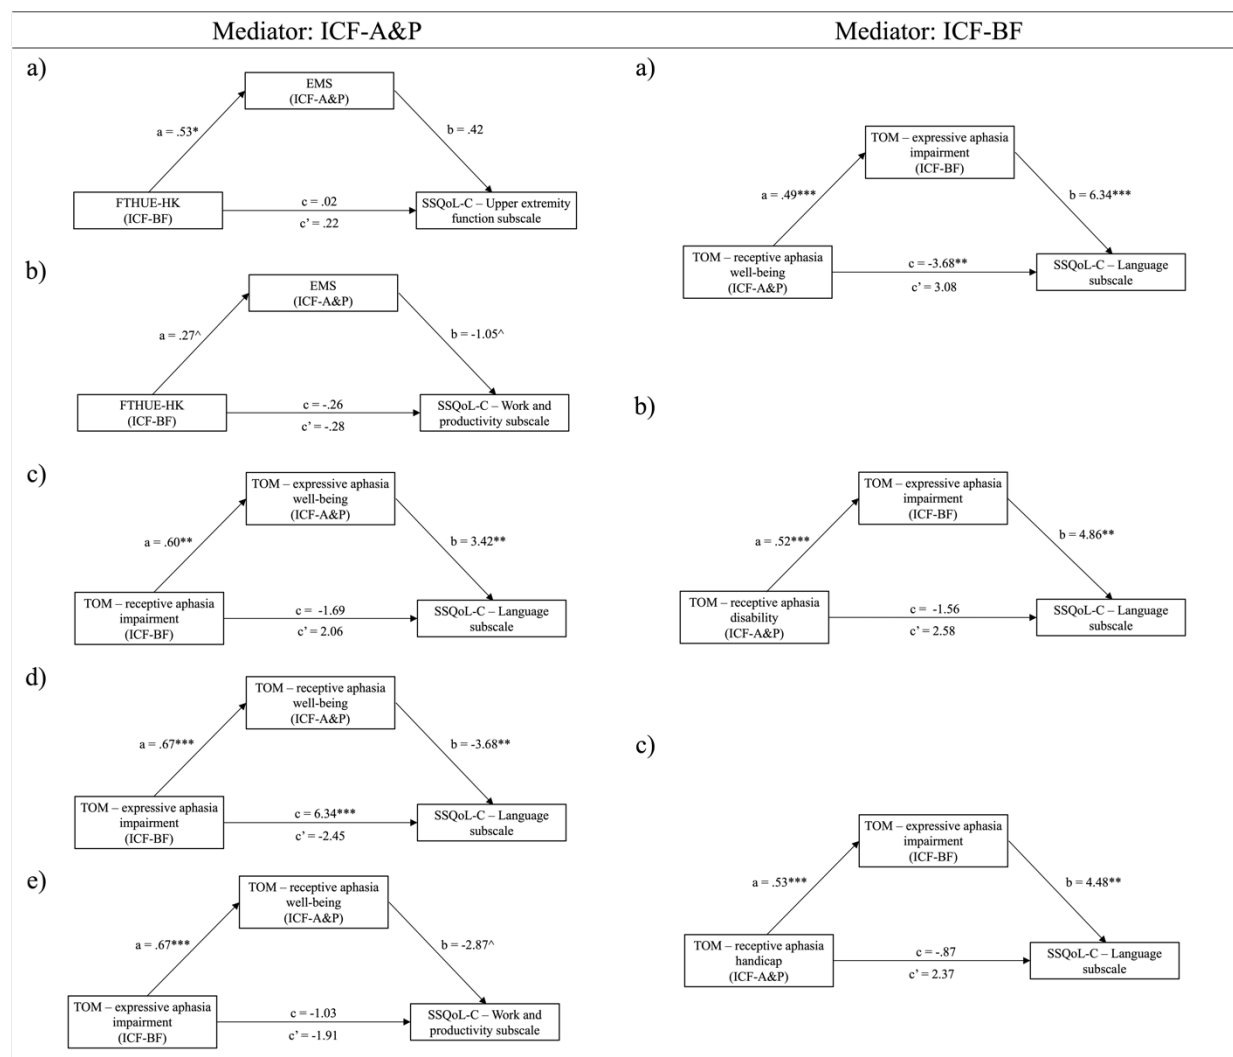 Mediator: ICF-A&P
Mediator: ICF-BF
a)
EMS
(ICF-A&P)
a = .53*
b = .42
FTHUE-HK
(ICF-BF)
c = .02
c’ = .22
SSQoL-C – Upper extremity
function subscale
b)
EMS
(ICF-A&P)
a = .27^
b = -1.05^
FTHUE-HK
(ICF-BF)
c = -.26
c’ = -.28
SSQoL-C – Work and
productivity subscale
c)
TOM – expressive aphasia
well-being
(ICF-A&P)
a = .60**
b = 3.42**
TOM – receptive aphasia
impairment
(ICF-BF)
c = -1.69
c’ = 2.06
SSQoL-C – Language
subscale
d)
TOM – receptive aphasia
well-being
(ICF-A&P)
a = .67***
b = -3.68**
TOM – expressive aphasia
impairment
(ICF-BF)
c = 6.34***
c’ = -2.45
SSQoL-C – Language
subscale
e)
TOM – receptive aphasia
well-being
(ICF-A&P)
a = .67***
b = -2.87^
TOM – expressive aphasia
impairment
(ICF-BF)
c = -1.03
c’ = -1.91
SSQoL-C – Work and
productivity subscale
a)
TOM – expressive aphasia
impairment
(ICF-BF)
a = .49***
b = 6.34***
TOM – receptive aphasia
well-being
(ICF-A&P)
c = -3.68**
c’ = 3.08
SSQoL-C – Language
subscale
b)
TOM – expressive aphasia
impairment
(ICF-BF)
a = .52***
b = 4.86**
TOM – receptive aphasia
disability
(ICF-A&P)
c = -1.56
c’ = 2.58
SSQoL-C – Language
subscale
c)
TOM – expressive aphasia
impairment
(ICF-BF)
a = .53***
b = 4.48**
TOM – receptive aphasia
handicap
(ICF-A&P)
c = -.87
c’ = 2.37
SSQoL-C – Language
subscale